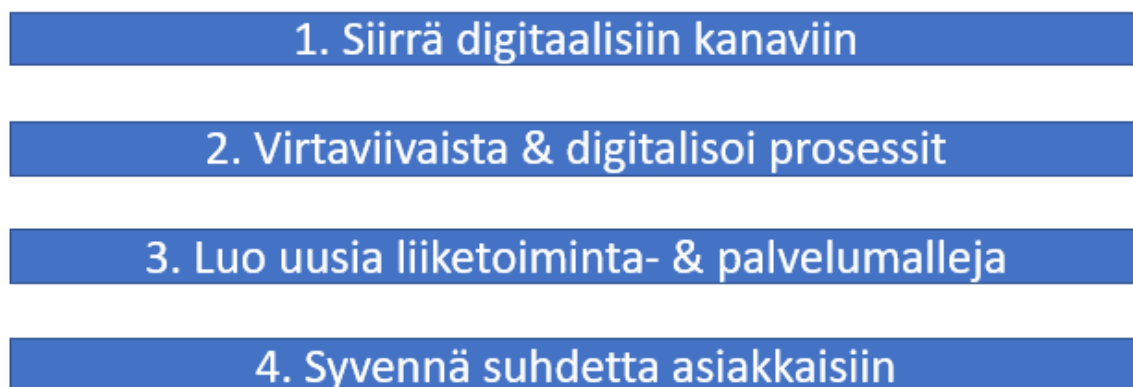 1. Siirrä digitaalisiin kanaviin
2. Virtaviivaista & digitalisoi prosessit
3. Luo uusia liiketoiminta- & palvelumalleja
4. Syvennä suhdetta asiakkaisiin